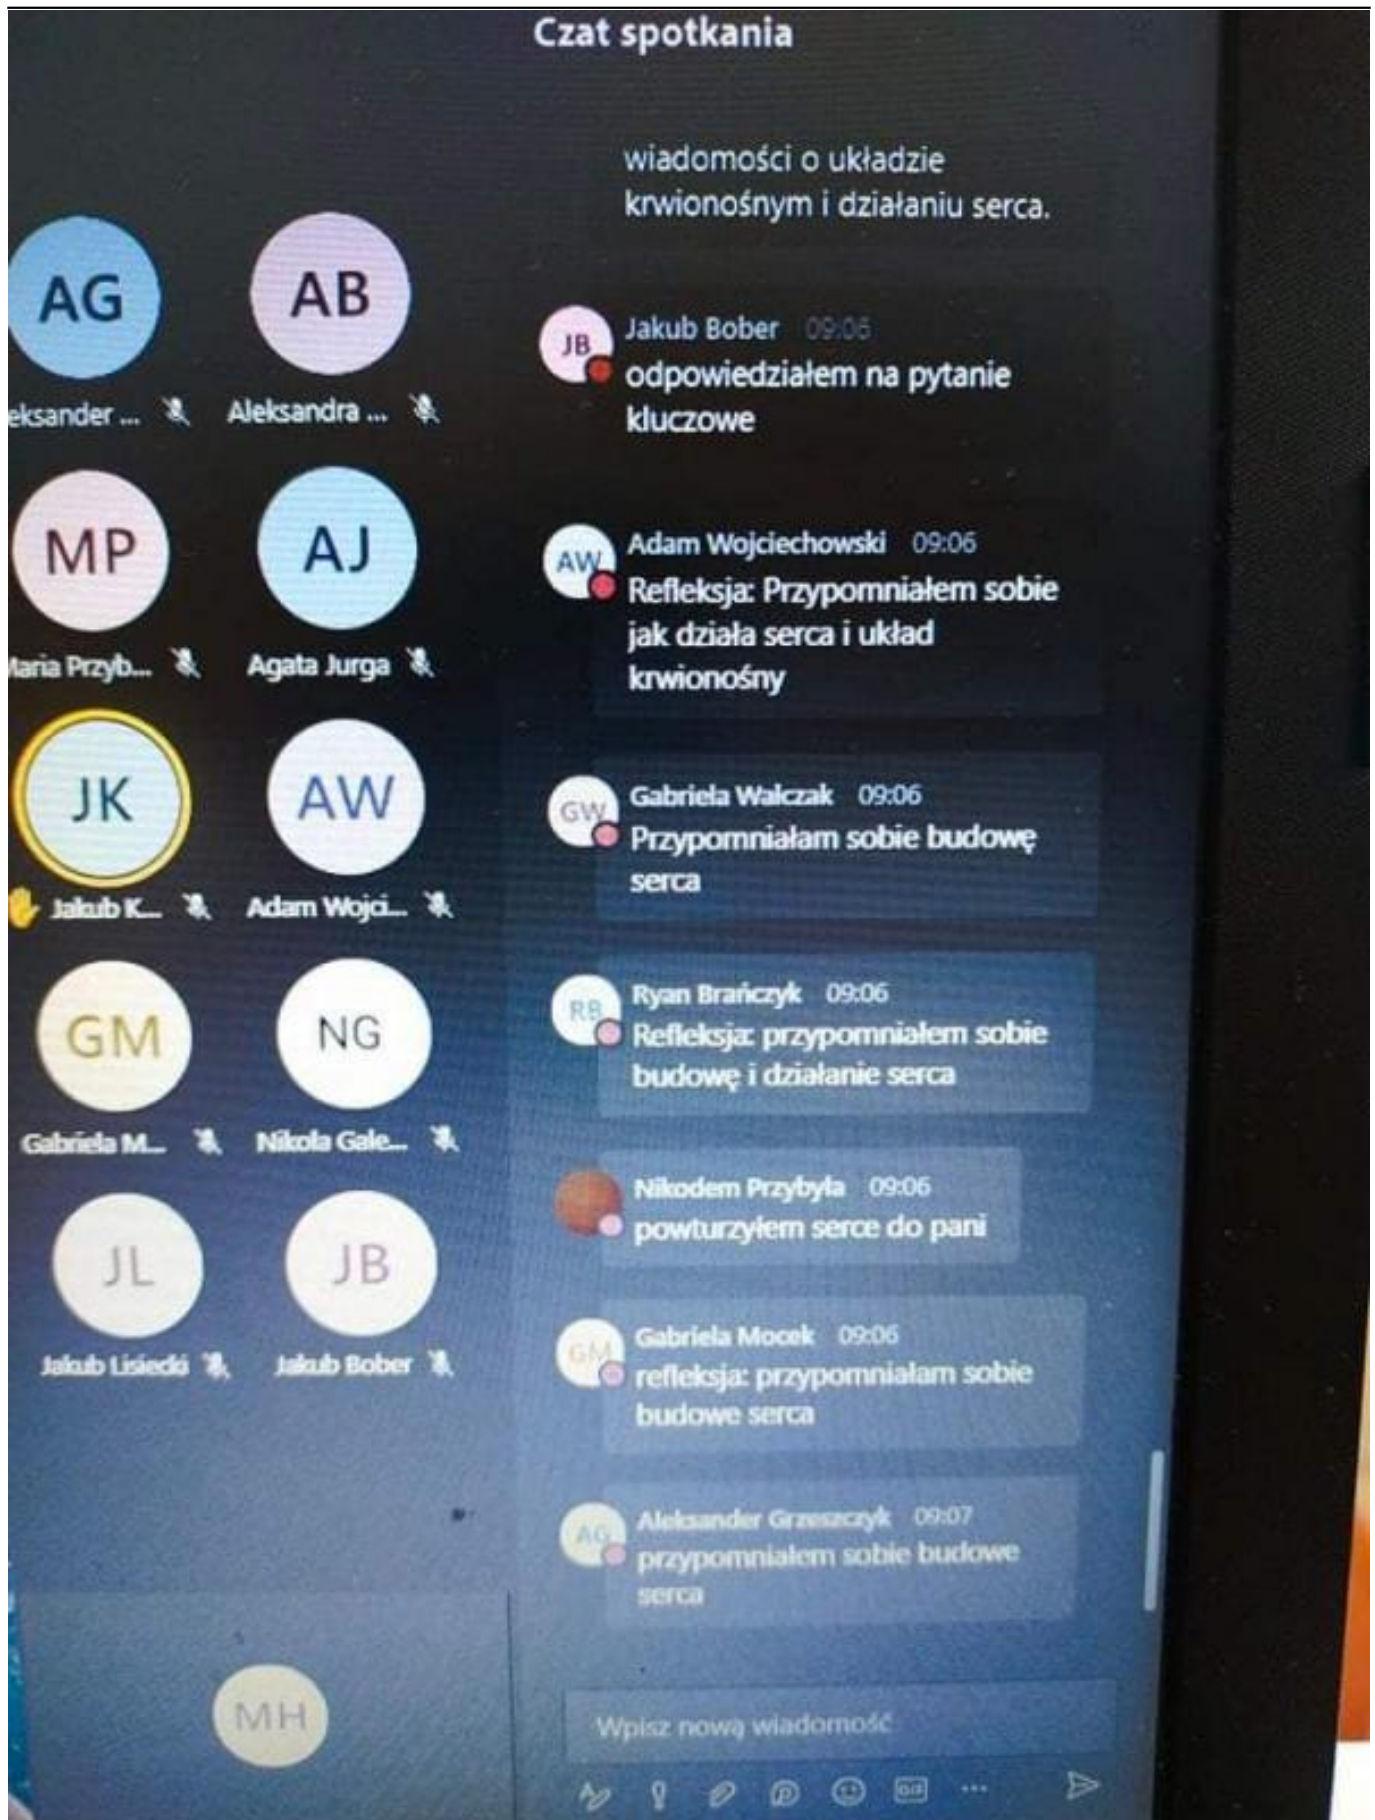 Czat spotkania
wiadomości o układzie
krwionośnym i działaniu serca.
JB
Jakub Bober 09:06
odpowiedziałem na pytanie
kluczowe
AW
Adam Wojciechowski 09:06
Refleksja: Przypomniałem sobie
jak działa serca i układ
krwionośny
GW
Gabriela Walczak 09:06
Przypomniałam sobie budowę
serca
RB
Ryan Brańczyk 09:06
Refleksja: przypomniałem sobie
budowę i działanie serca
Nikodem Przybyła 09:06
powturzyłem serce do pani
GM
Gabriela Mocek 09:06
refleksja: przypomniałam sobie
budowe serca
AG
Aleksander Grzeszczyk 09:07
przypomniałem sobie budowe
serca
Wpisz nową wiadomość
GIF
AG AB
eksander ... Aleksandra ...
MP AJ
Maria Przyb... Agata Jurga
JK AW
Jakub K... Adam Wojci...
GM NG
Gabriela M... Nikola Gale...
JL JB
Jakub Lisiecki Jakub Bober
MH